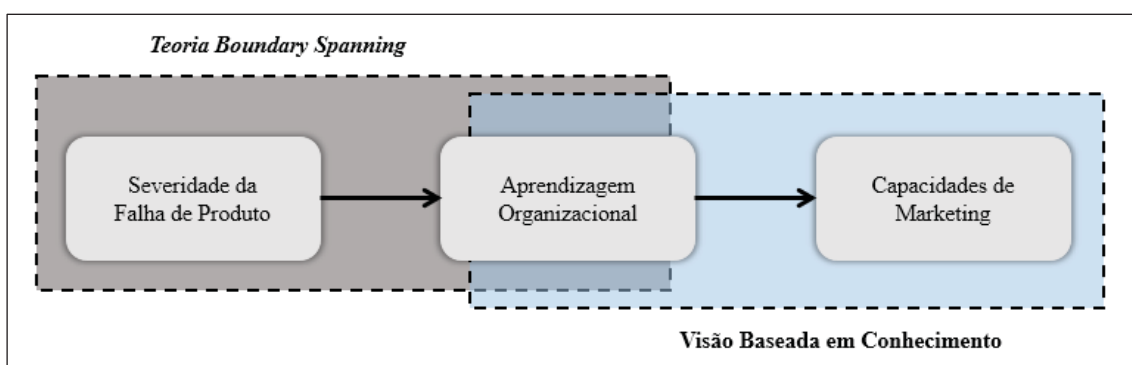 Teoria Boundary Spanning
Severidade da
Falha de Produto
Aprendizagem
Organizacional
Capacidades de
Marketing
Visão Baseada em Conhecimento